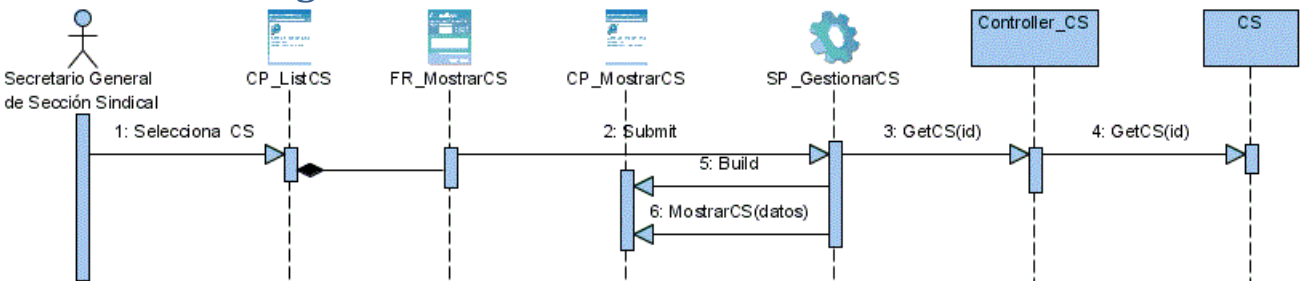 Controller_CS
CS
Secretario General
de Sección Sindical
CP_ListCS
FR_MostrarCS
CP_MostrarCS
SP_GestionarCS
1: Selecciona CS
2: Submit
3: GetCS(id)
4: GetCS(id)
5: Build
6: MostrarCS(datos)